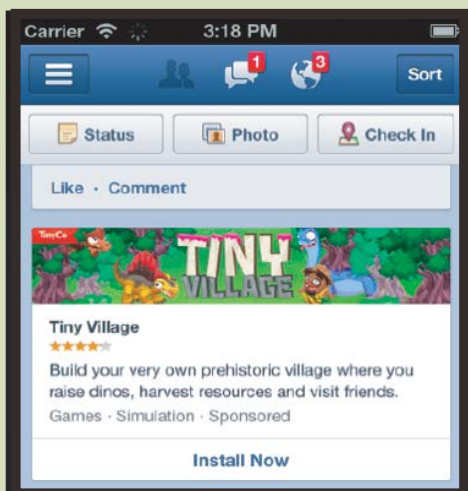 Carrier 3:18 PM
1 3 Sort
Status Photo Check In
Like · Comment
TinyCo
TINY
VILLAGE
Tiny Village
Build your very own prehistoric village where you
raise dinos, harvest resources and visit friends.
Games · Simulation · Sponsored
Install Now